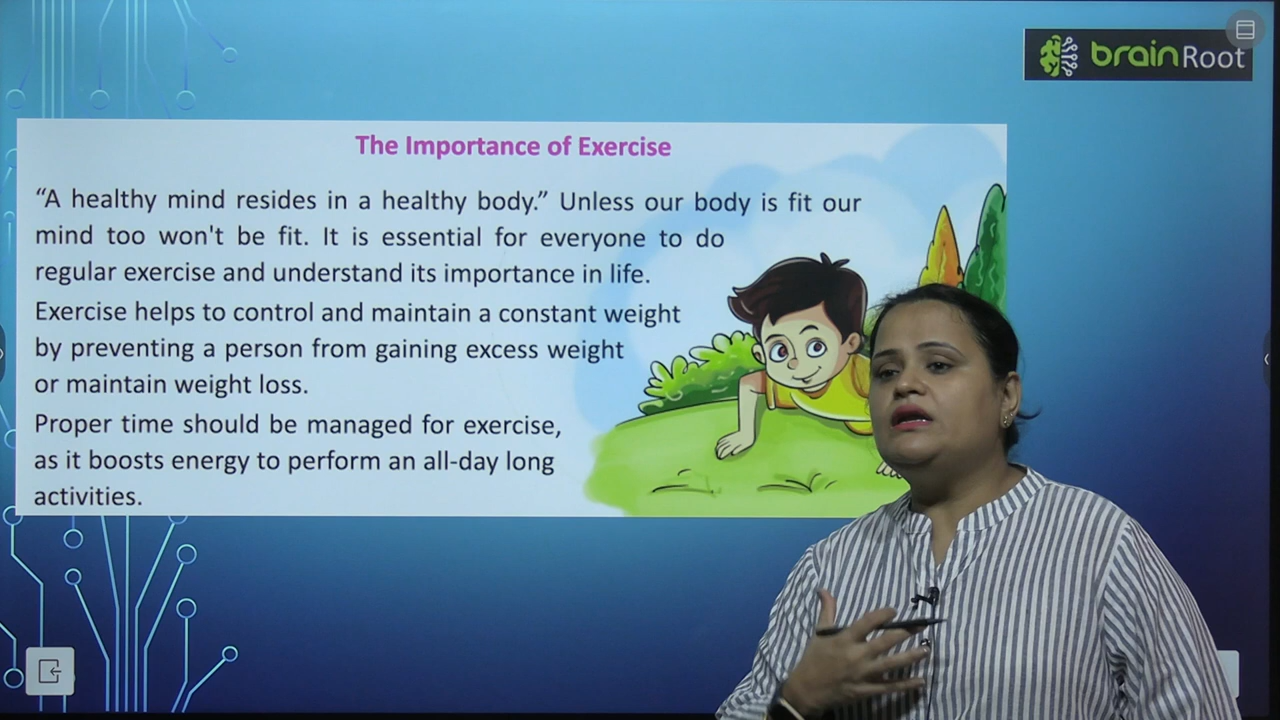 brainRoot
The Importance of Exercise
“A healthy mind resides in a healthy body.” Unless our body is fit our
mind too won't be fit. It is essential for everyone to do
regular exercise and understand its importance in life.
Exercise helps to control and maintain a constant weight
by preventing a person from gaining excess weight
or maintain weight loss.
Proper time should be managed for exercise,
as it boosts energy to perform an all-day long
activities.